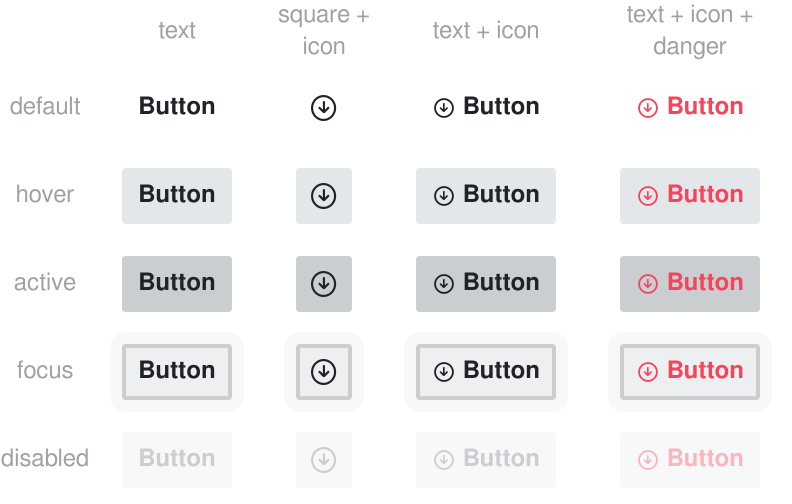 text
square +
icon
text + icon
text + icon +
danger
default
Button
Button
Button
hover
Button
Button
Button
active
Button
Button
Button
focus
Button
Button
Button
disabled
Button
Button
Button